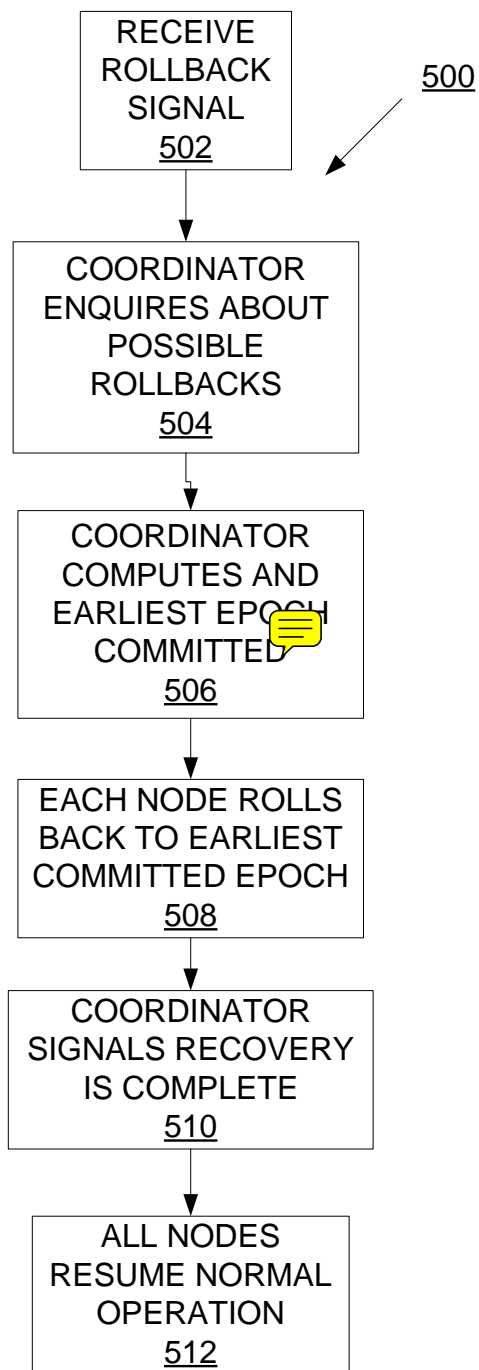 RECEIVE
ROLLBACK
SIGNAL
502
500
COORDINATOR
ENQUIRES ABOUT
POSSIBLE
ROLLBACKS
504
COORDINATOR
COMPUTES AND
EARLIEST EPOCH
COMMITTED
506
EACH NODE ROLLS
BACK TO EARLIEST
COMMITTED EPOCH
508
COORDINATOR
SIGNALS RECOVERY
IS COMPLETE
510
ALL NODES
RESUME NORMAL
OPERATION
512